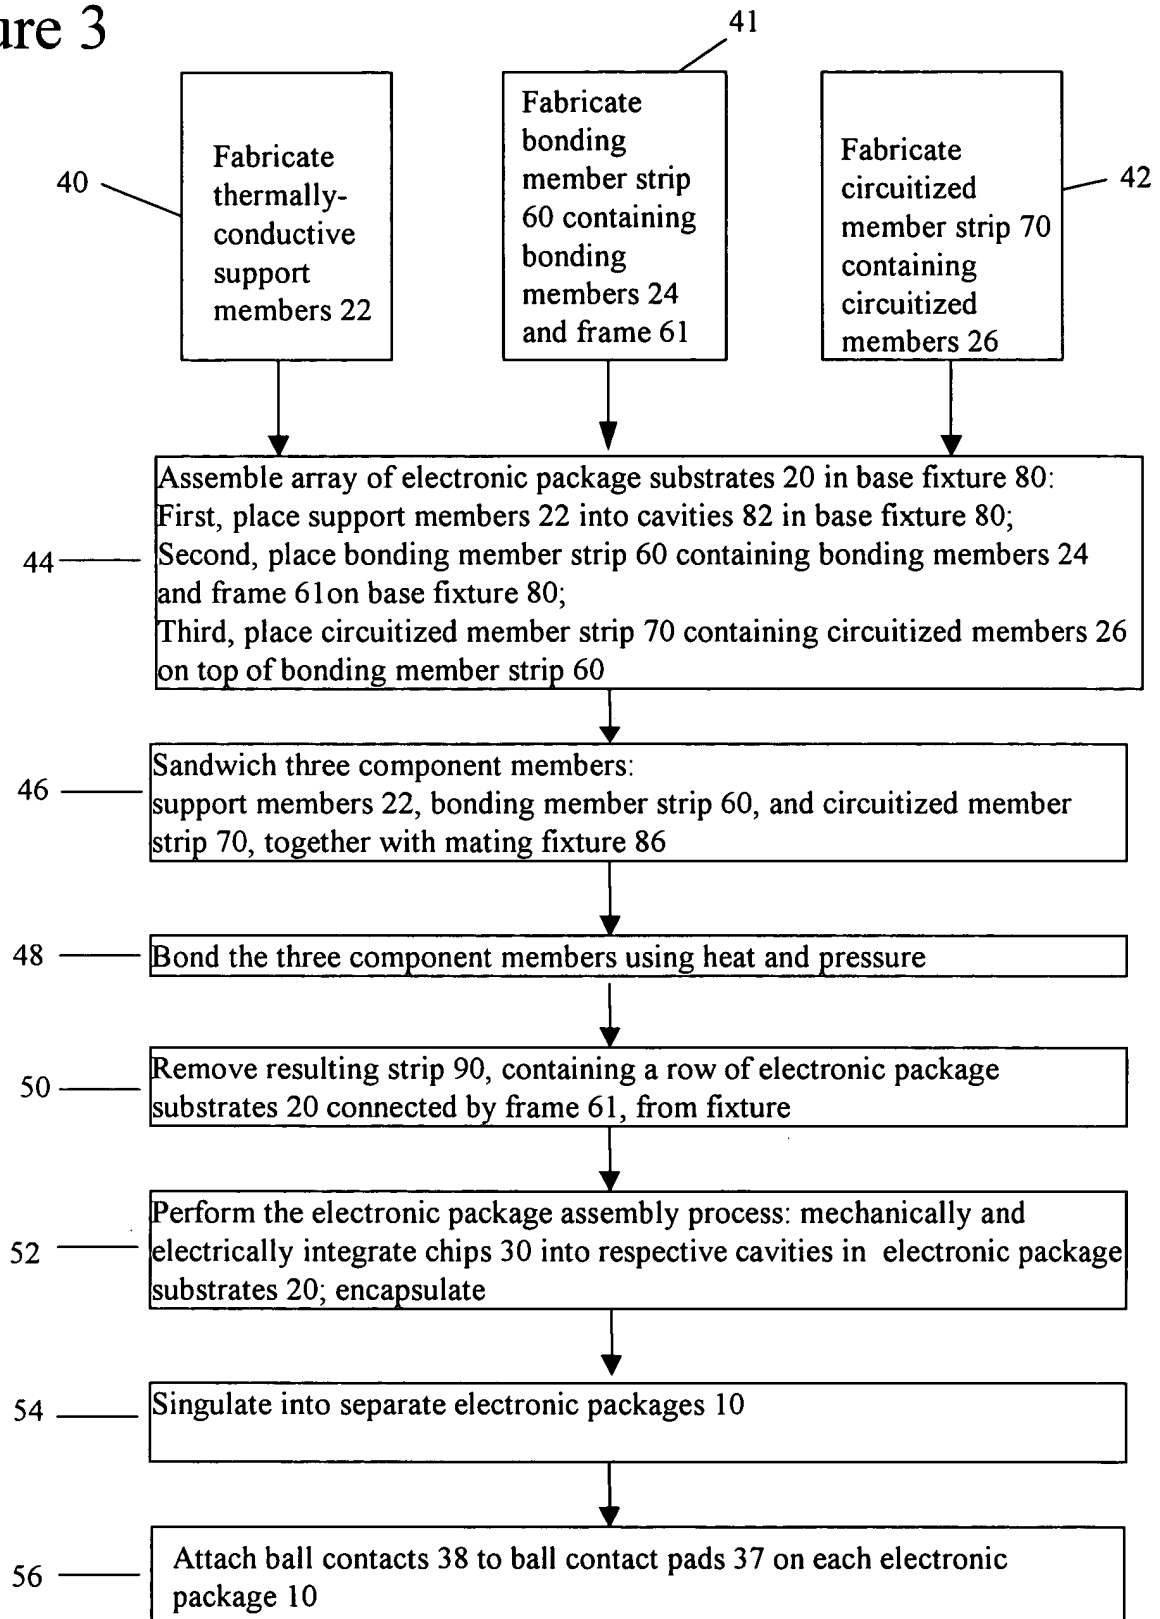 ure 3
41
Fabricate
thermally-
conductive
support
members 22
40
Fabricate
bonding
member strip
60 containing
bonding
members 24
and frame 61
Fabricate
circuitized
member strip 70
containing
circuitized
members 26
42
Assemble array of electronic package substrates 20 in base fixture 80:
First, place support members 22 into cavities 82 in base fixture 80;
Second, place bonding member strip 60 containing bonding members 24
and frame 61on base fixture 80;
Third, place circuitized member strip 70 containing circuitized members 26
on top of bonding member strip 60
44
Sandwich three component members:
support members 22, bonding member strip 60, and circuitized member
strip 70, together with mating fixture 86
46
Bond the three component members using heat and pressure
48
Remove resulting strip 90, containing a row of electronic package
substrates 20 connected by frame 61, from fixture
50
Perform the electronic package assembly process: mechanically and
electrically integrate chips 30 into respective cavities in electronic package
substrates 20; encapsulate
52
Singulate into separate electronic packages 10
54
Attach ball contacts 38 to ball contact pads 37 on each electronic
package 10
56